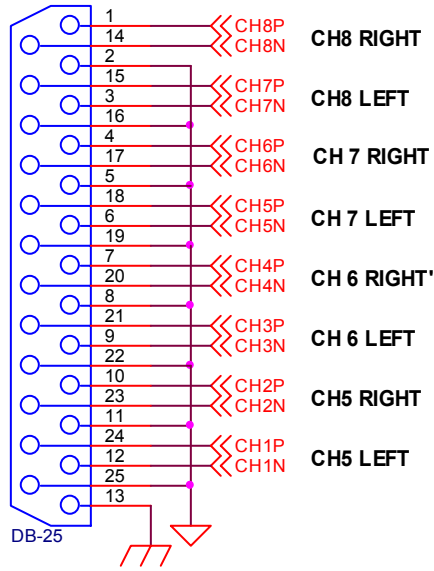 1 CH8P
14 CH8N CH8 RIGHT
2
15 CH7P
3 CH7N CH8 LEFT
16
4 CH6P
17 CH6N CH 7 RIGHT
5
18 CH5P
6 CH5N CH 7 LEFT
19
7 CH4P
20 CH4N CH 6 RIGHT'
8
21 CH3P
9 CH3N CH 6 LEFT
22
10 CH2P
23 CH2N CH5 RIGHT
11
24 CH1P
12 CH1N CH5 LEFT
25
13
DB-25